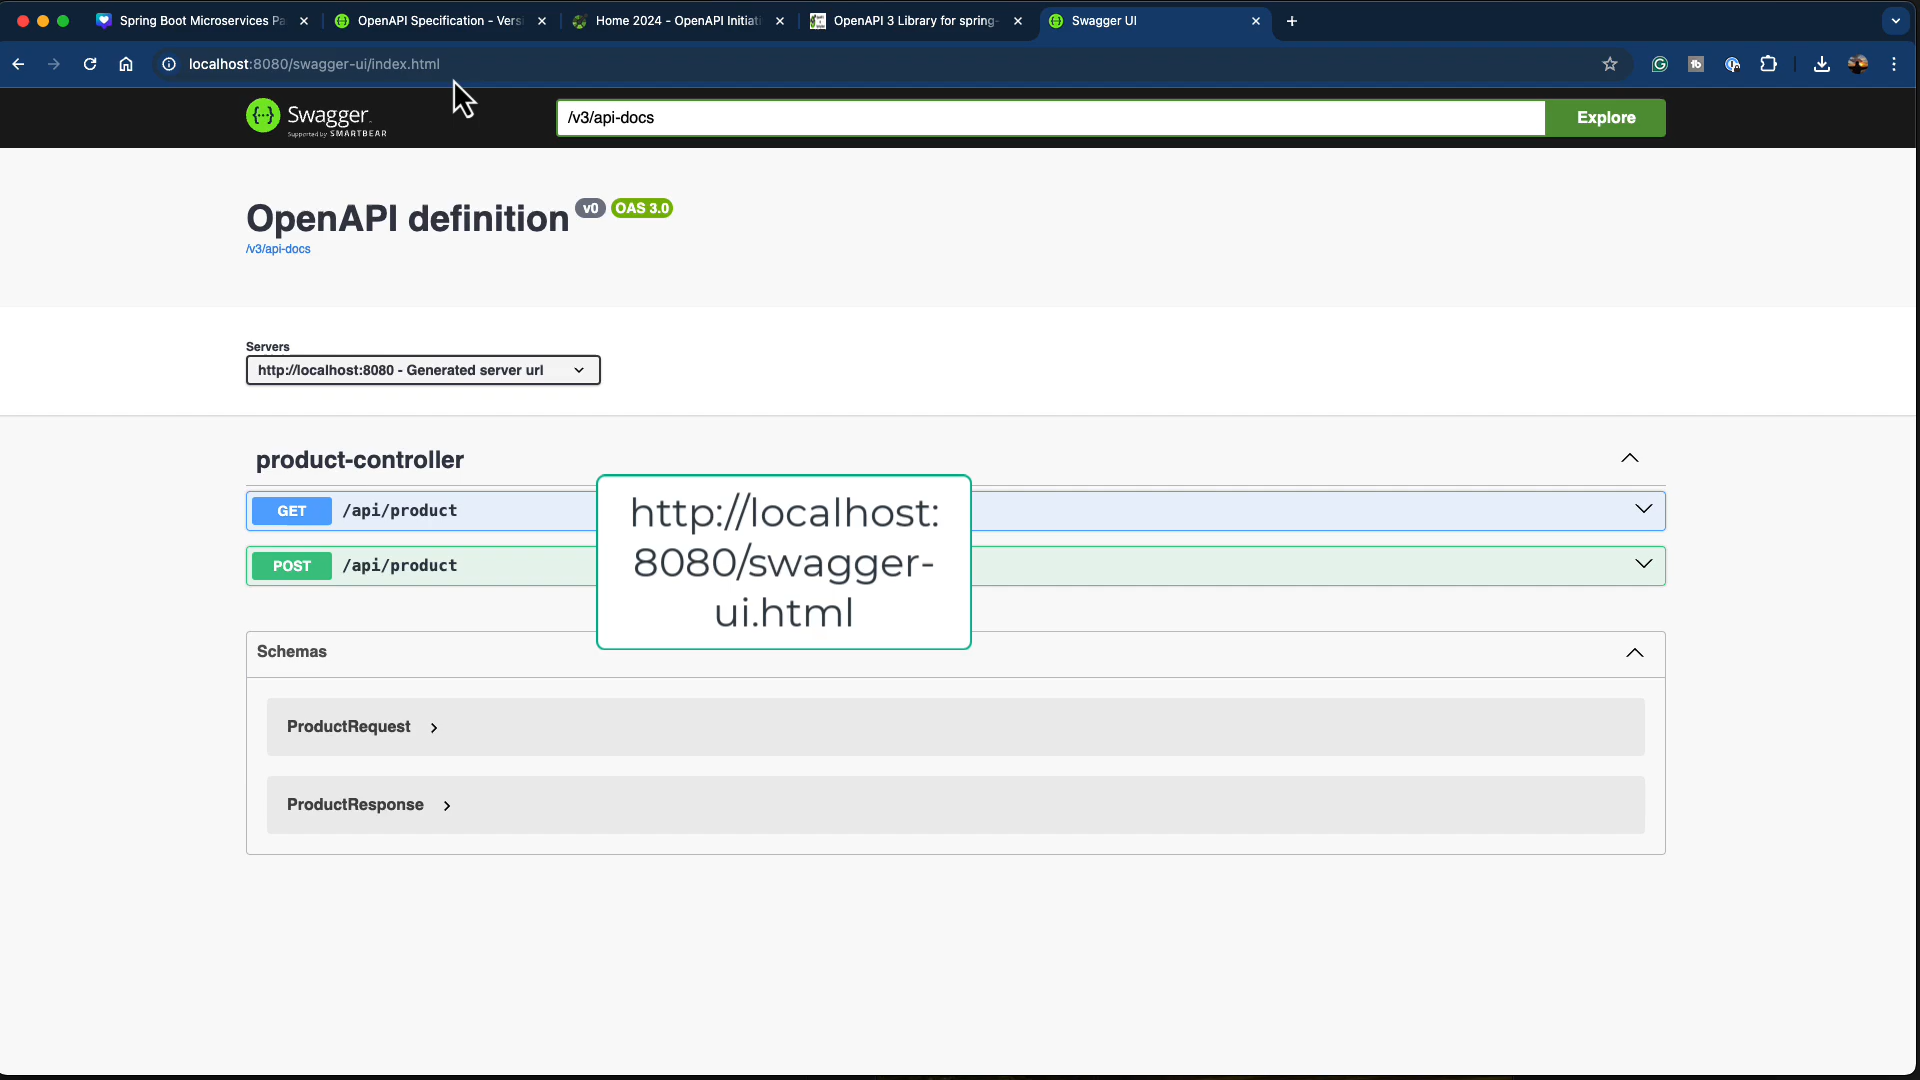 Spring Boot Microservices Pa
OpenAPI Specification - Versi
Home 2024 - OpenAPI Initiati
OpenAPI 3 Library for spring-
Swagger UI
localhost:8080/swagger-ui/index.html
Swagger
Supported by SMARTBEAR
/v3/api-docs
Explore
OpenAPI definition v0 OAS 3.0
/v3/api-docs
Servers
http://localhost:8080 - Generated server url
product-controller
GET /api/product
POST /api/product
http://localhost:
8080/swagger-
ui.html
Schemas
ProductRequest
ProductResponse